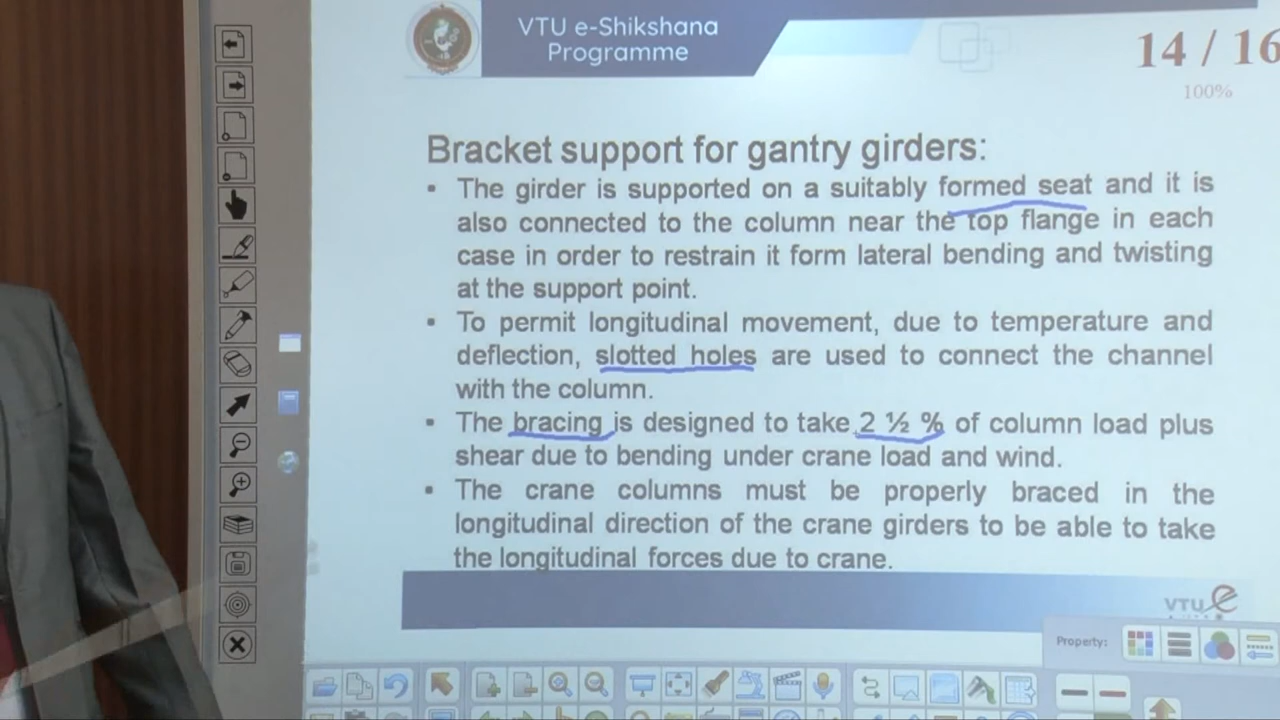 VTU e-Shikshana
Programme
14 / 16
100%
Bracket support for gantry girders:
• The girder is supported on a suitably formed seat and it is
also connected to the column near the top flange in each
case in order to restrain it form lateral bending and twisting
at the support point.
• To permit longitudinal movement, due to temperature and
deflection, slotted holes are used to connect the channel
with the column.
• The bracing is designed to take 2 ½ % of column load plus
shear due to bending under crane load and wind.
• The crane columns must be properly braced in the
longitudinal direction of the crane girders to be able to take
the longitudinal forces due to crane.
VTU e
Property: